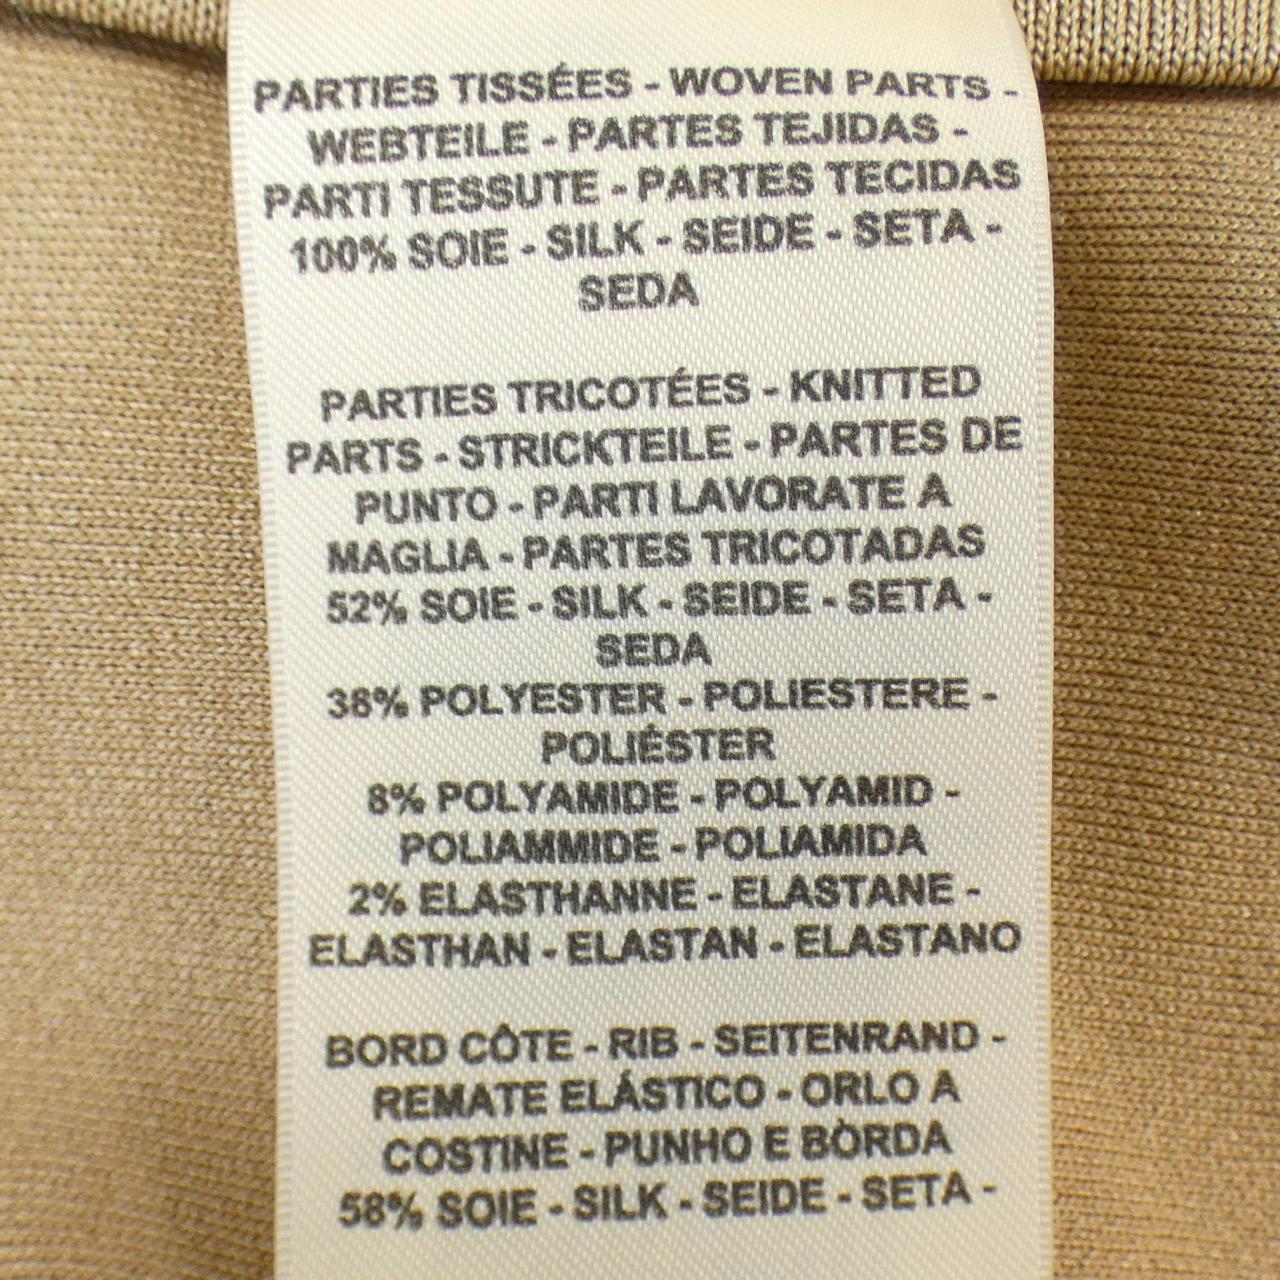 PARTIES TISSÉES - WOVEN PARTS -
WEBTEILE - PARTES TEJIDAS -
PARTI TESSUTE - PARTES TECIDAS
100% SOIE - SILK - SEIDE - SETA -
SEDA
PARTIES TRICOTÉES - KNITTED
PARTS - STRICKTEILE - PARTES DE
PUNTO - PARTI LAVORATE A
MAGLIA - PARTES TRICOTADAS
52% SOIE - SILK - SEIDE - SETA -
SEDA
38% POLYESTER - POLIESTERE -
POLIÉSTER
8% POLYAMIDE - POLYAMID -
POLIAMMIDE - POLIAMIDA
2% ELASTHANNE - ELASTANE -
ELASTHAN - ELASTAN - ELASTANO
BORD CÔTE - RIB - SEITENRAND -
REMATE ELÁSTICO - ORLO A
COSTINE - PUNHO E BÒRDA
58% SOIE - SILK - SEIDE - SETA -